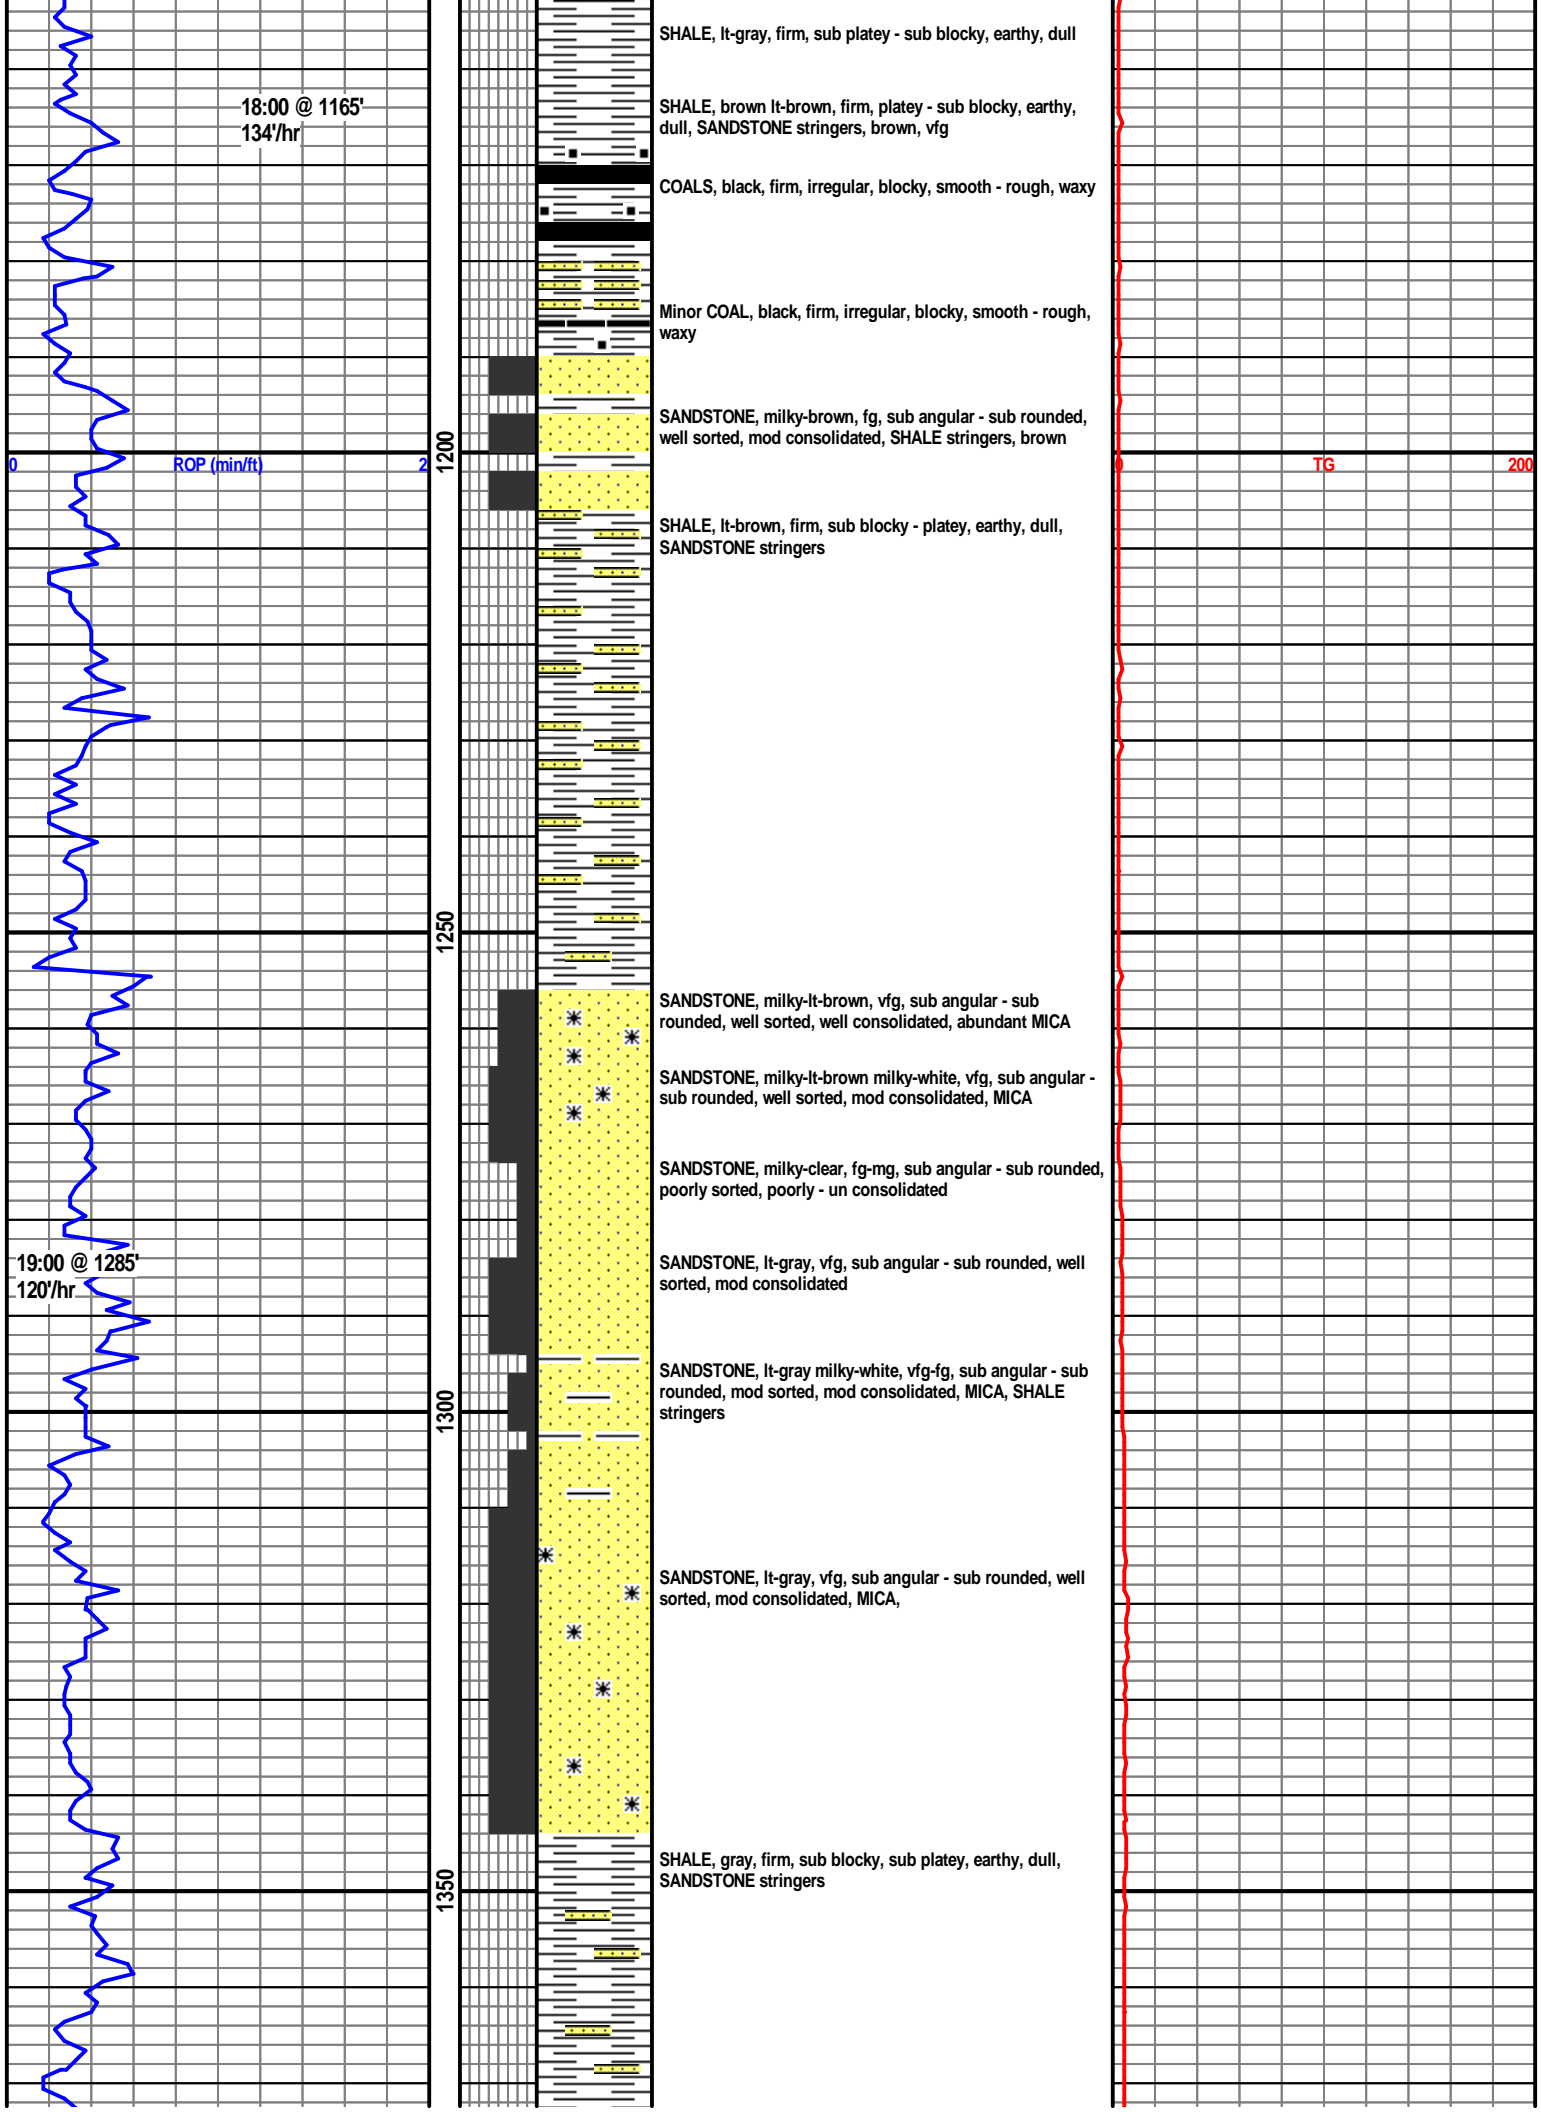 SHALE, lt-gray, firm, sub platey - sub blocky, earthy, dull
18:00 @ 1165'
134'/hr
SHALE, brown lt-brown, firm, platey - sub blocky, earthy,
dull, SANDSTONE stringers, brown, vfg
COALS, black, firm, irregular, blocky, smooth - rough, waxy
Minor COAL, black, firm, irregular, blocky, smooth - rough,
waxy
SANDSTONE, milky-brown, fg, sub angular - sub rounded,
well sorted, mod consolidated, SHALE stringers, brown
1200
0 ROP (min/ft) 2
0 TG 200
SHALE, lt-brown, firm, sub blocky - platey, earthy, dull,
SANDSTONE stringers
1250
SANDSTONE, milky-lt-brown, vfg, sub angular - sub
rounded, well sorted, well consolidated, abundant MICA
SANDSTONE, milky-lt-brown milky-white, vfg, sub angular -
sub rounded, well sorted, mod consolidated, MICA
SANDSTONE, milky-clear, fg-mg, sub angular - sub rounded,
poorly sorted, poorly - un consolidated
19:00 @ 1285'
120'/hr
SANDSTONE, lt-gray, vfg, sub angular - sub rounded, well
sorted, mod consolidated
SANDSTONE, lt-gray milky-white, vfg-fg, sub angular - sub
rounded, mod sorted, mod consolidated, MICA, SHALE
stringers
1300
SANDSTONE, lt-gray, vfg, sub angular - sub rounded, well
sorted, mod consolidated, MICA,
SHALE, gray, firm, sub blocky, sub platey, earthy, dull,
SANDSTONE stringers
1350